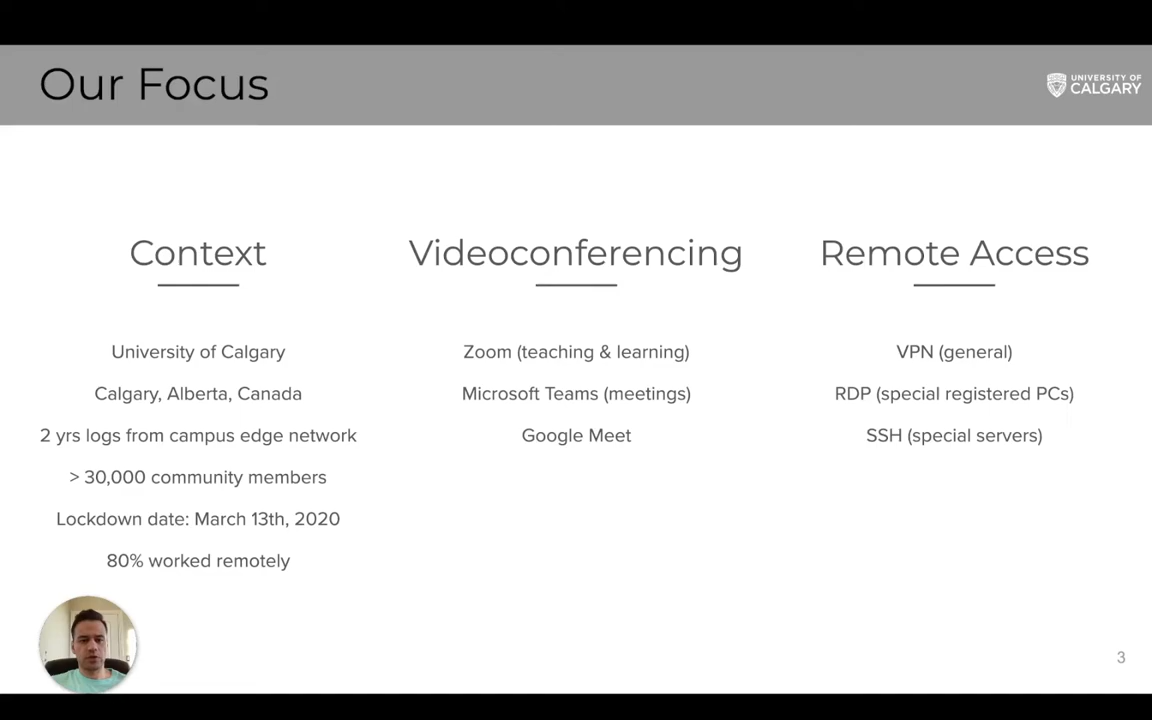 Our Focus
UNIVERSITY OF
CALGARY
Context
University of Calgary
Calgary, Alberta, Canada
2 yrs logs from campus edge network
> 30,000 community members
Lockdown date: March 13th, 2020
80% worked remotely
Videoconferencing
Zoom (teaching & learning)
Microsoft Teams (meetings)
Google Meet
Remote Access
VPN (general)
RDP (special registered PCs)
SSH (special servers)
3